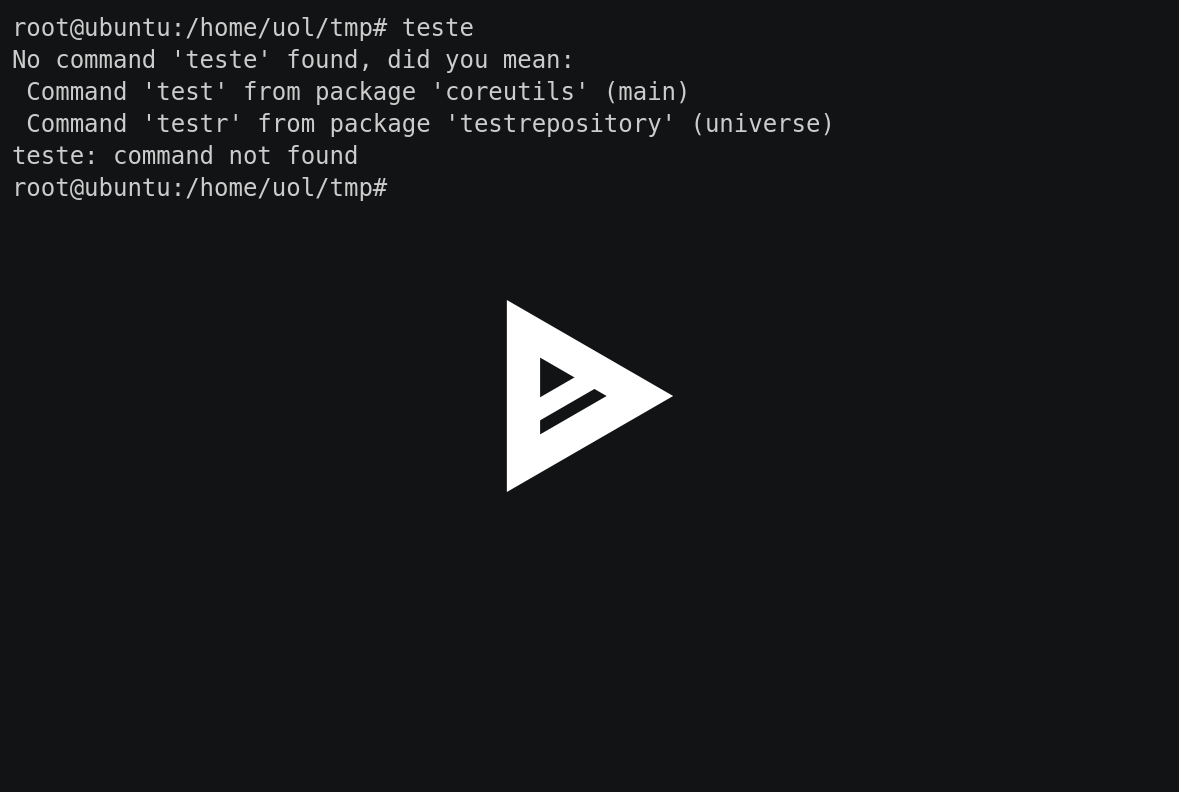 root@ubuntu:/home/uol/tmp# teste
No command 'teste' found, did you mean:
 Command 'test' from package 'coreutils' (main)
 Command 'testr' from package 'testrepository' (universe)
teste: command not found
root@ubuntu:/home/uol/tmp#